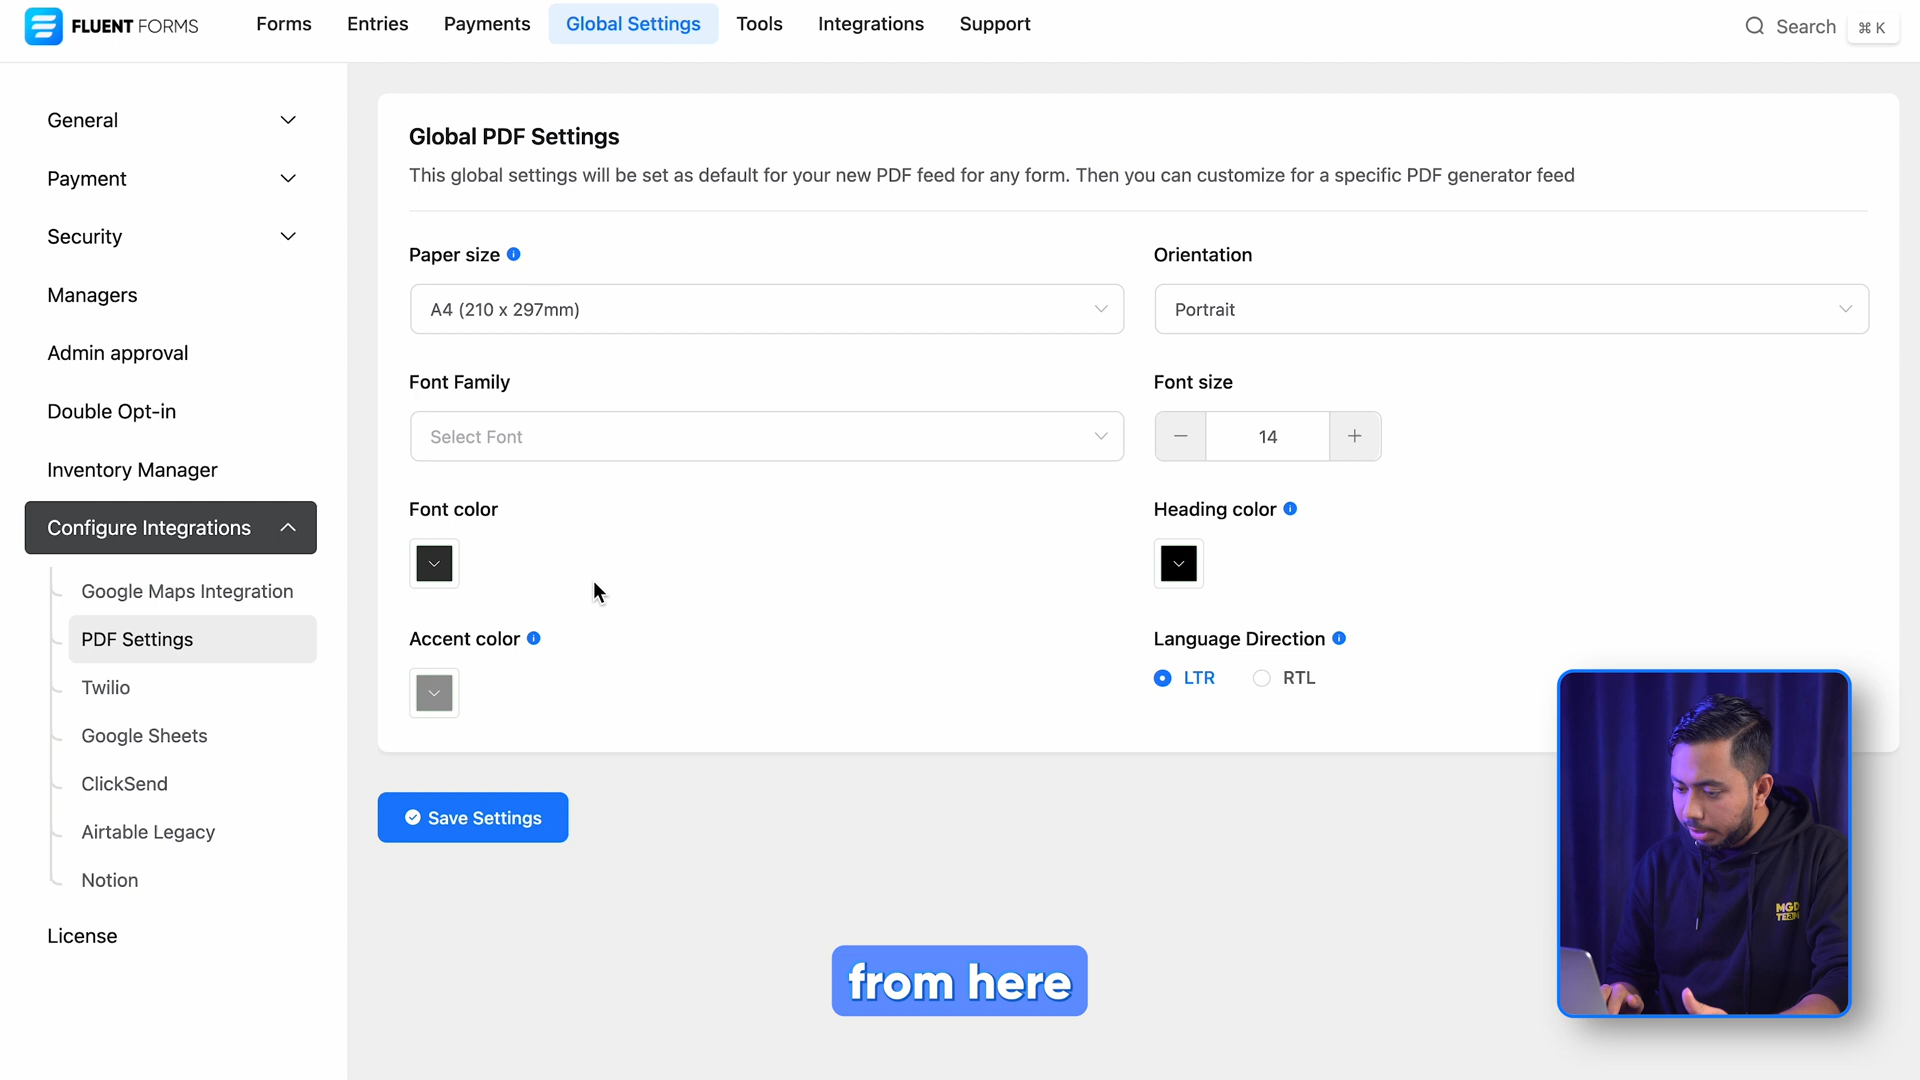 FLUENT FORMS
Forms
Entries
Payments
Global Settings
Tools
Integrations
Support
Search
⌘ K
General
Payment
Security
Managers
Admin approval
Double Opt-in
Inventory Manager
Configure Integrations
Google Maps Integration
PDF Settings
Twilio
Google Sheets
ClickSend
Airtable Legacy
Notion
License
Global PDF Settings
This global settings will be set as default for your new PDF feed for any form. Then you can customize for a specific PDF generator feed
Paper size
Orientation
A4 (210 x 297mm)
Portrait
Font Family
Font size
Select Font
14
Font color
Heading color
Accent color
Language Direction
LTR
RTL
Save Settings
MGD
TEAM
from here